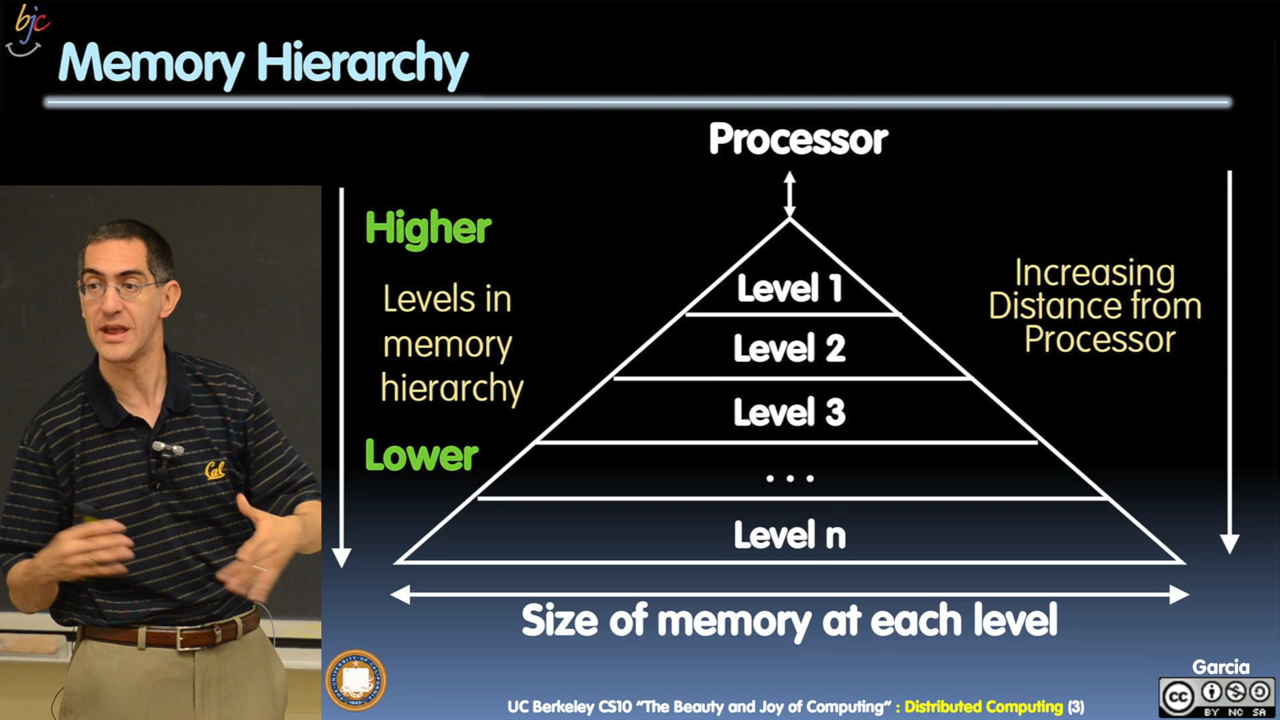 bjc
Memory Hierarchy
Processor
Higher
Levels in
memory
hierarchy
Lower
Level 1
Level 2
Level 3
...
Level n
Increasing
Distance from
Processor
Size of memory at each level
Cal
Garcia
UC Berkeley CS10 “The Beauty and Joy of Computing” : Distributed Computing (3)
cc
BY NC SA